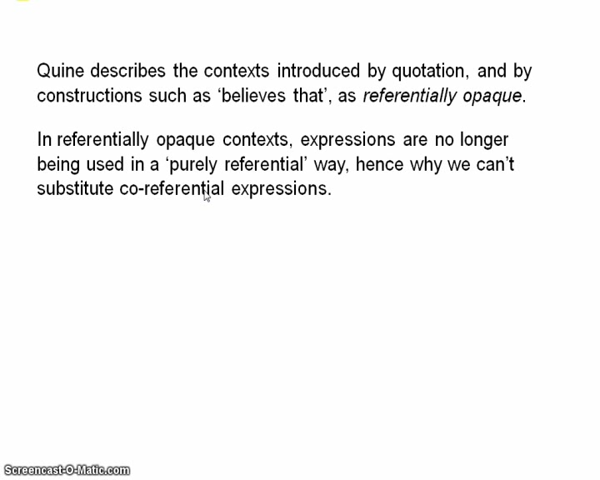 Quine describes the contexts introduced by quotation, and by
constructions such as ‘believes that’, as referentially opaque.
In referentially opaque contexts, expressions are no longer
being used in a ‘purely referential’ way, hence why we can’t
substitute co-referential expressions.
Screencast-O-Matic.com